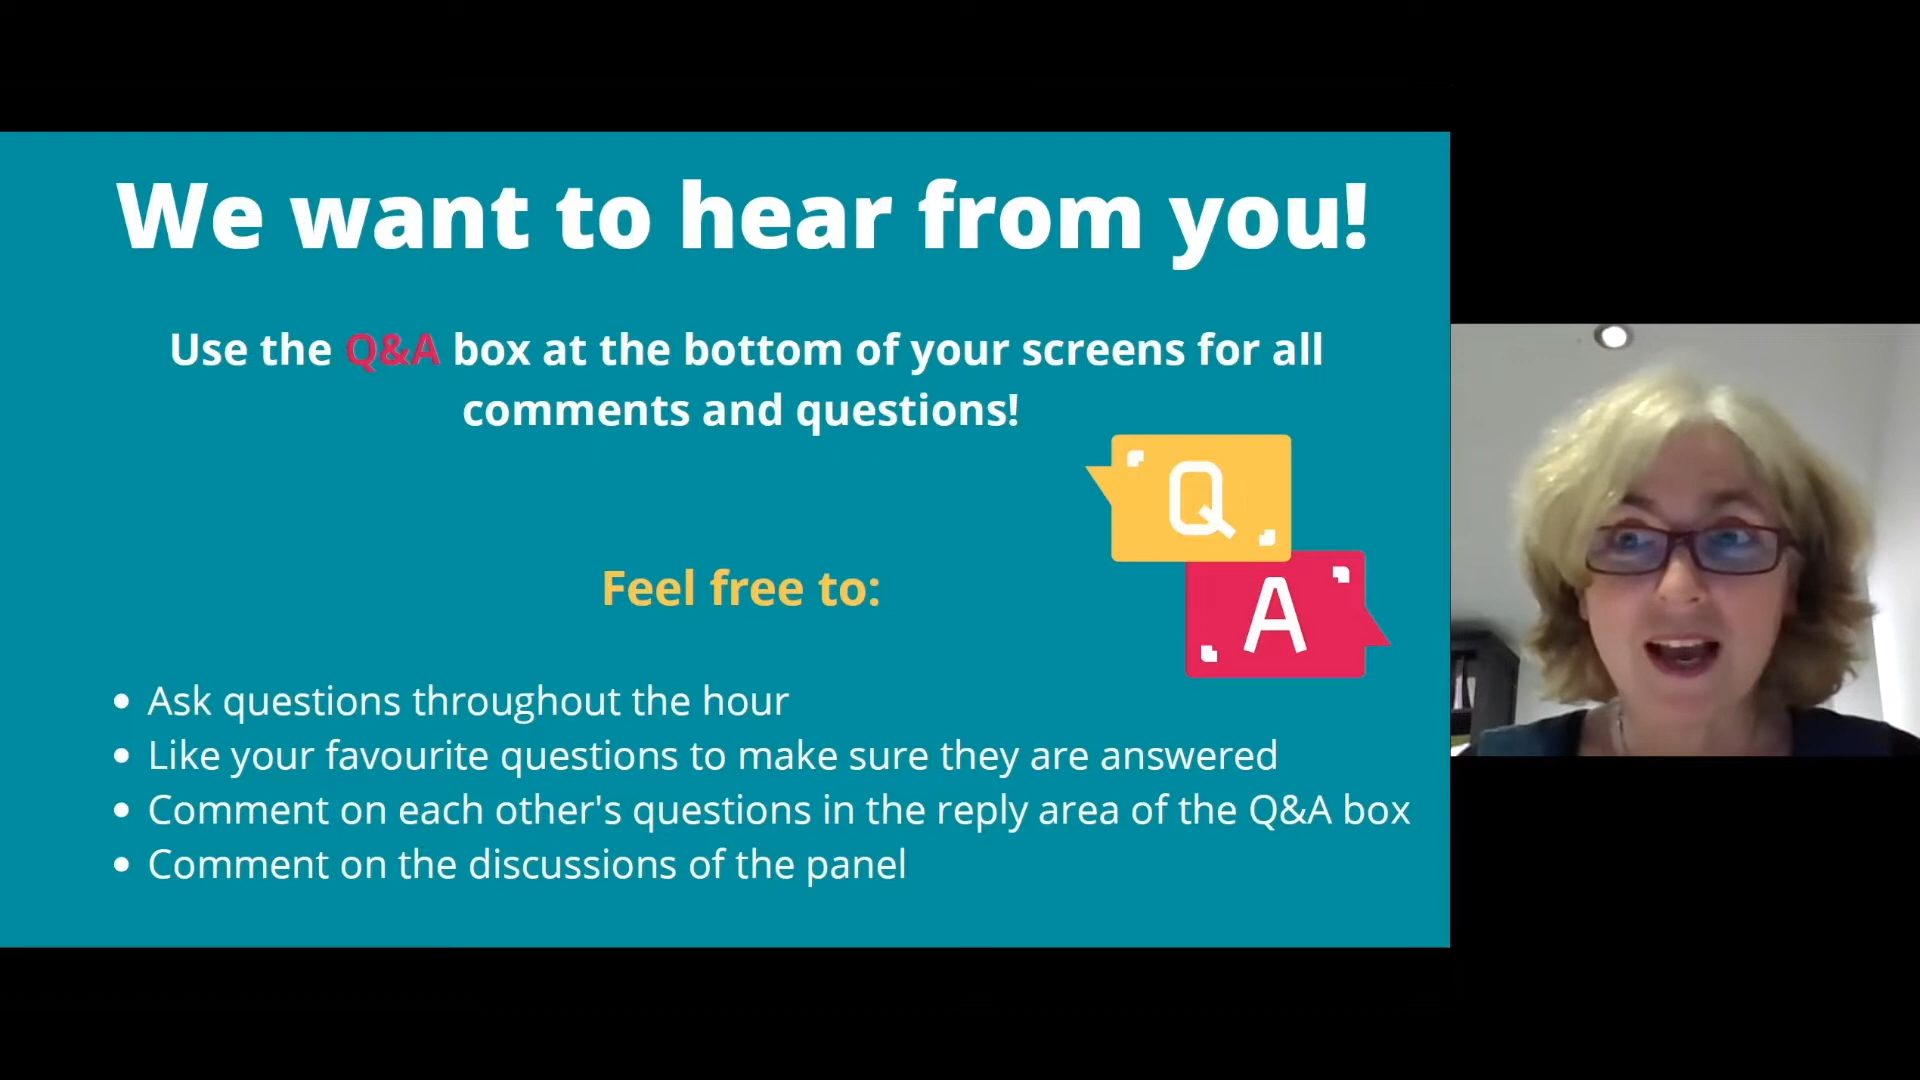 We want to hear from you!
Use the Q&A box at the bottom of your screens for all
comments and questions!
Q
A
Feel free to:
• Ask questions throughout the hour
• Like your favourite questions to make sure they are answered
• Comment on each other's questions in the reply area of the Q&A box
• Comment on the discussions of the panel